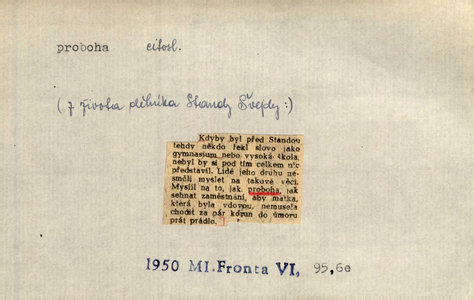 proboha citosl.
(z života dělníka Standy Švejdy:)
Kdyby byl před Standou
tehdy někdo řekl slovo jako
gymnasium nebo vysoká škola,
nebyl by si pod tím celkem nic
představil. Lidé jeho druhu ne-
směli myslet na takové věci.
Myslil na to, jak, proboha, jak
sehnat zaměstnání, aby matka,
která byla vdovou, nemusela
chodit za pár korun do úmoru
prát prádlo.
1950 Ml.Fronta VI, 95,6e